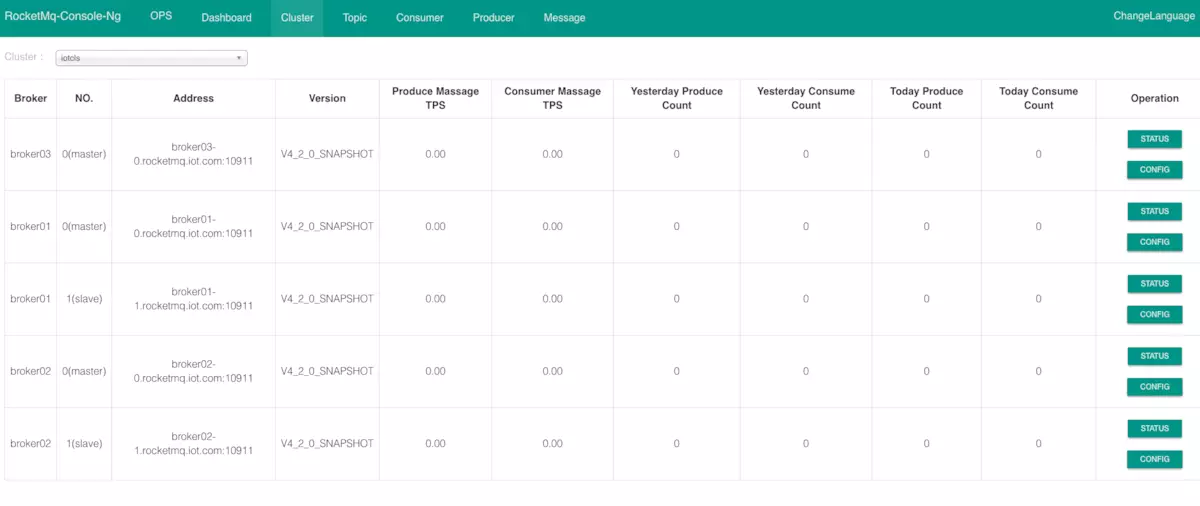 RocketMq-Console-Ng OPS Dashboard Cluster Topic Consumer Producer Message ChangeLanguage
Cluster : iotcls
Broker NO. Address Version Produce Massage TPS Consumer Massage TPS Yesterday Produce Count Yesterday Consume Count Today Produce Count Today Consume Count Operation
broker03 0(master) broker03-0.rocketmq.iot.com:10911 V4_2_0_SNAPSHOT 0.00 0.00 0 0 0 0 STATUS CONFIG
broker01 0(master) broker01-0.rocketmq.iot.com:10911 V4_2_0_SNAPSHOT 0.00 0.00 0 0 0 0 STATUS CONFIG
broker01 1(slave) broker01-1.rocketmq.iot.com:10911 V4_2_0_SNAPSHOT 0.00 0.00 0 0 0 0 STATUS CONFIG
broker02 0(master) broker02-0.rocketmq.iot.com:10911 V4_2_0_SNAPSHOT 0.00 0.00 0 0 0 0 STATUS CONFIG
broker02 1(slave) broker02-1.rocketmq.iot.com:10911 V4_2_0_SNAPSHOT 0.00 0.00 0 0 0 0 STATUS CONFIG